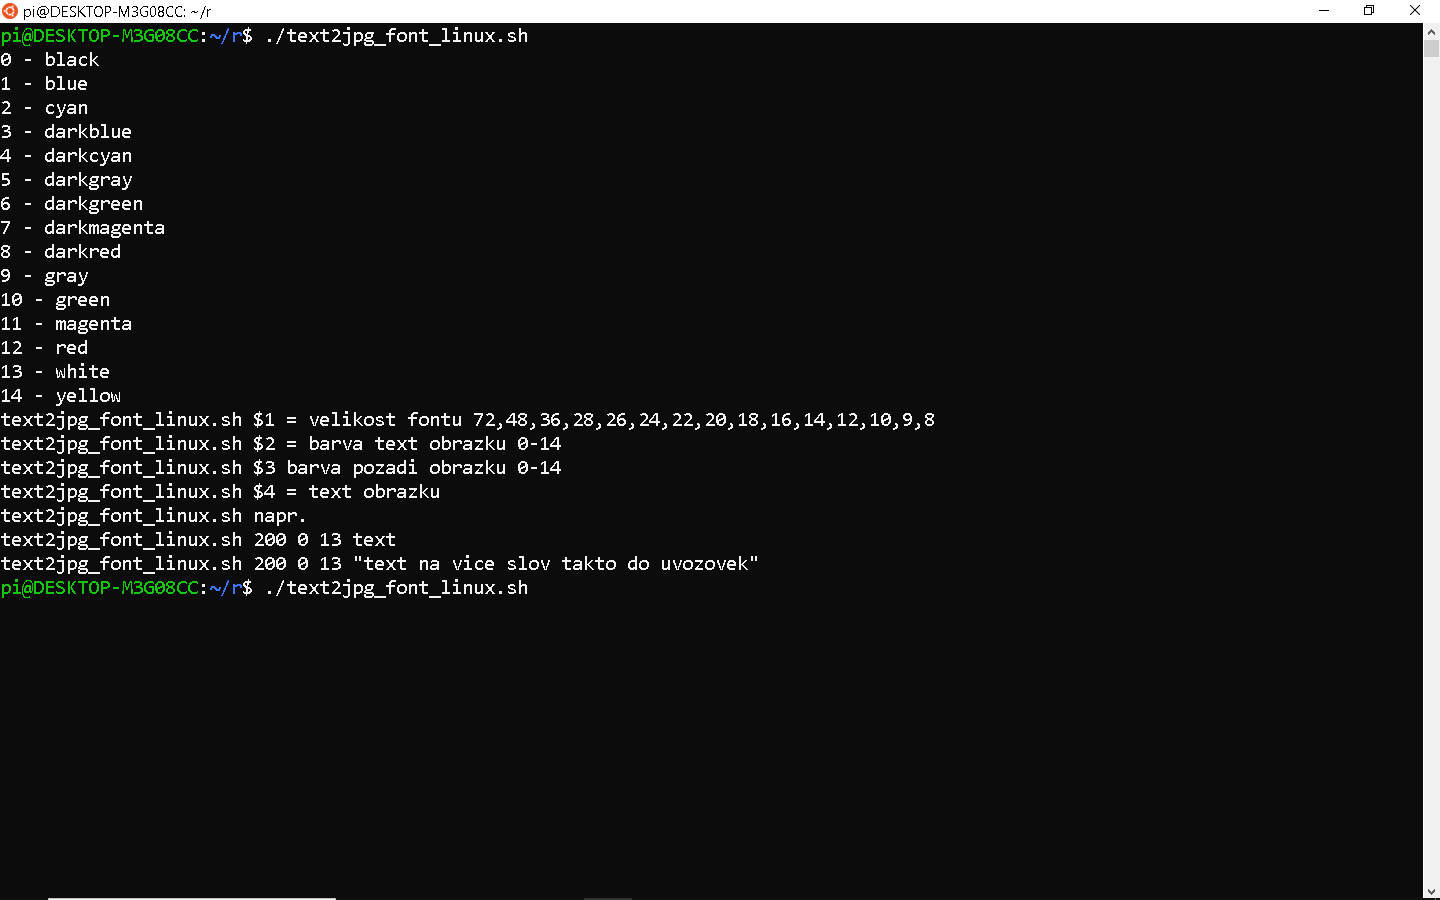 pi@DESKTOP-M3G08CC: ~/r
pi@DESKTOP-M3G08CC:~/r$ ./text2jpg_font_linux.sh
0 - black
1 - blue
2 - cyan
3 - darkblue
4 - darkcyan
5 - darkgray
6 - darkgreen
7 - darkmagenta
8 - darkred
9 - gray
10 - green
11 - magenta
12 - red
13 - white
14 - yellow
text2jpg_font_linux.sh $1 = velikost fontu 72,48,36,28,26,24,22,20,18,16,14,12,10,9,8
text2jpg_font_linux.sh $2 = barva text obrazku 0-14
text2jpg_font_linux.sh $3 barva pozadi obrazku 0-14
text2jpg_font_linux.sh $4 = text obrazku
text2jpg_font_linux.sh napr.
text2jpg_font_linux.sh 200 0 13 text
text2jpg_font_linux.sh 200 0 13 "text na vice slov takto do uvozovek"
pi@DESKTOP-M3G08CC:~/r$ ./text2jpg_font_linux.sh